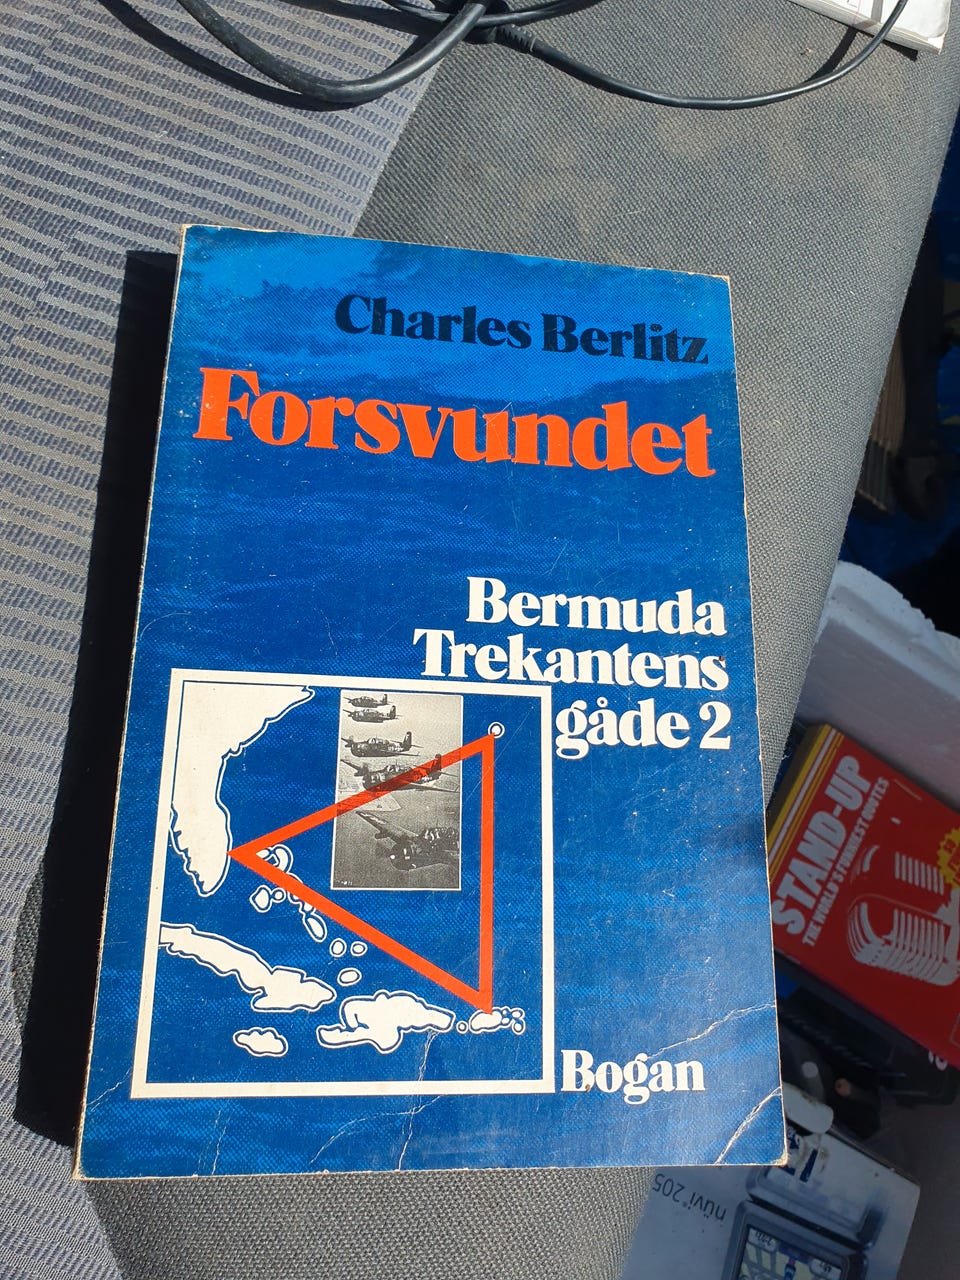 Charles Berlitz
Forsvundet
Bermuda
Trekantens
gåde 2
Bogan
STAND-UP
THE WORLD'S FUNNIEST QUOTES
nüvi 205